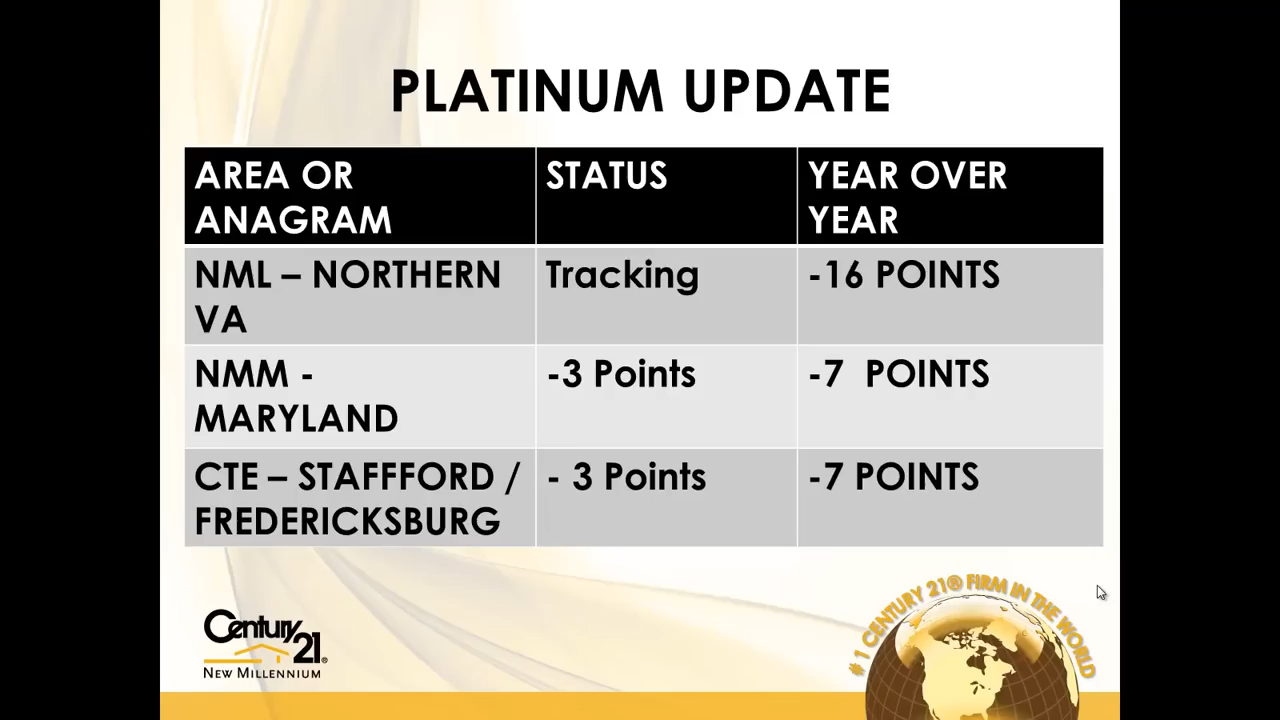 PLATINUM UPDATE
AREA OR
ANAGRAM
STATUS
YEAR OVER
YEAR
NML – NORTHERN
VA
Tracking
-16 POINTS
NMM -
MARYLAND
-3 Points
-7  POINTS
CTE – STAFFFORD /
FREDERICKSBURG
- 3 Points
-7 POINTS
# 1 CENTURY 21® FIRM IN THE WORLD
Century
21®
NEW MILLENNIUM